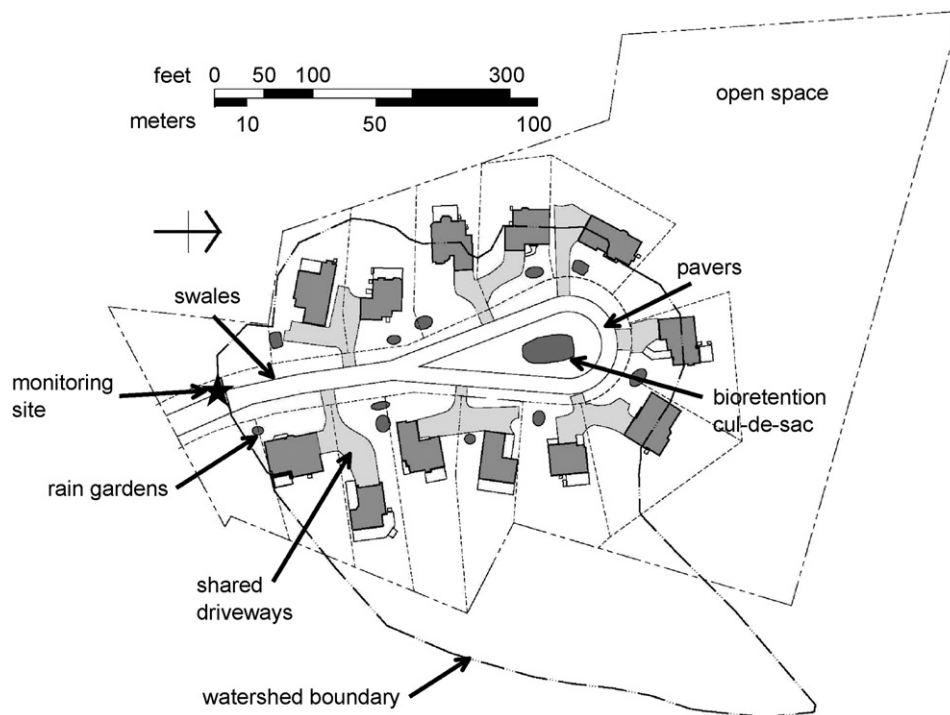 feet 0 50 100 300
meters 10 50 100
open space
pavers
swales
monitoring
site
bioretention
cul-de-sac
rain gardens
shared
driveways
watershed boundary